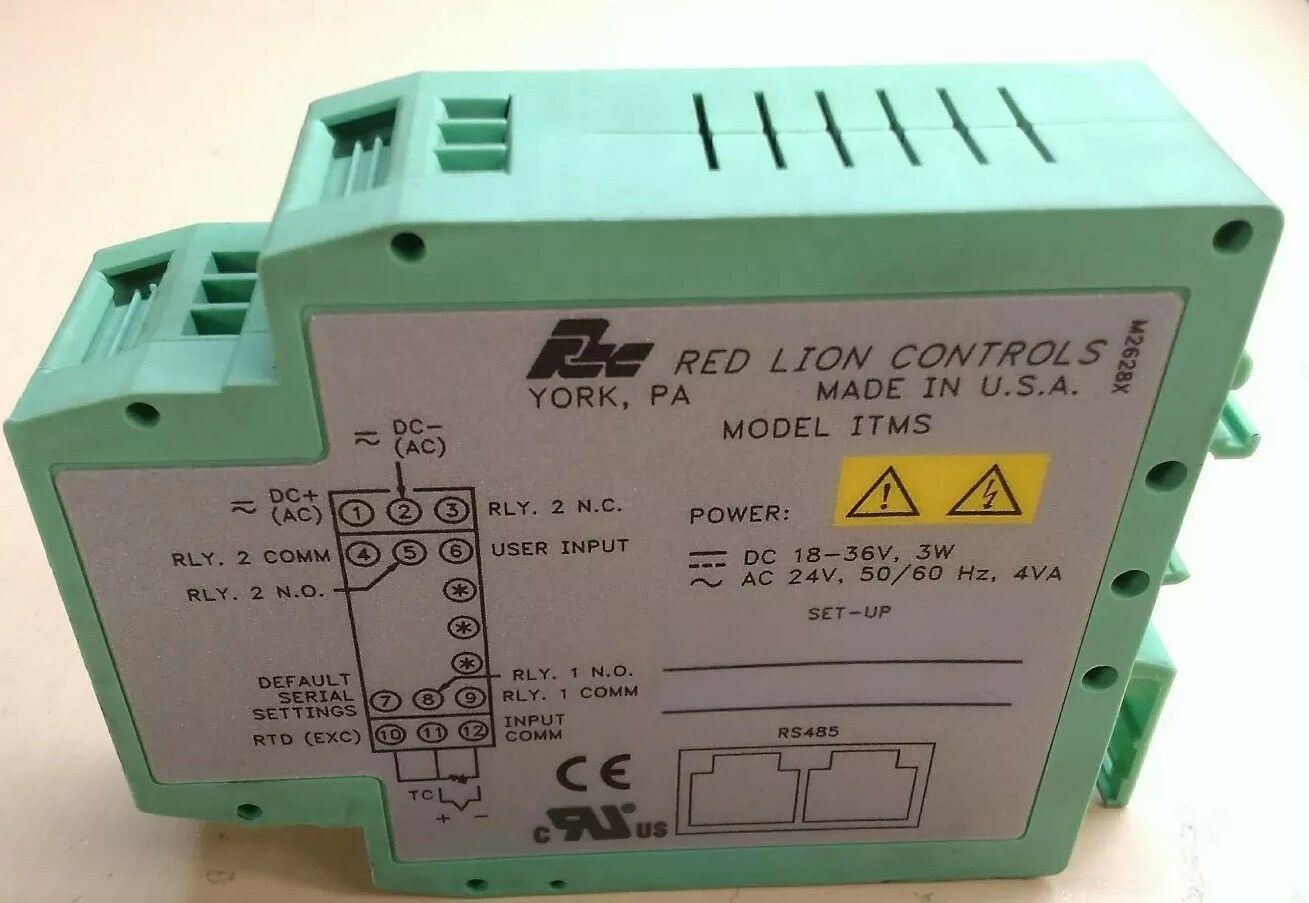 RLC RED LION CONTROLS
YORK, PA MADE IN U.S.A.
MODEL ITMS
M2628X
DC-
(AC)
DC+
(AC)
1 2 3 RLY. 2 N.C.
RLY. 2 COMM 4 5 6 USER INPUT
RLY. 2 N.O.
*
*
*
RLY. 1 N.O.
DEFAULT
SERIAL
SETTINGS
7 8 9 RLY. 1 COMM
RTD (EXC) 10 11 12 INPUT
COMM
TC
+ -
POWER:
DC 18-36V, 3W
AC 24V, 50/60 Hz, 4VA
SET-UP
RS485
CE
c RU ® US